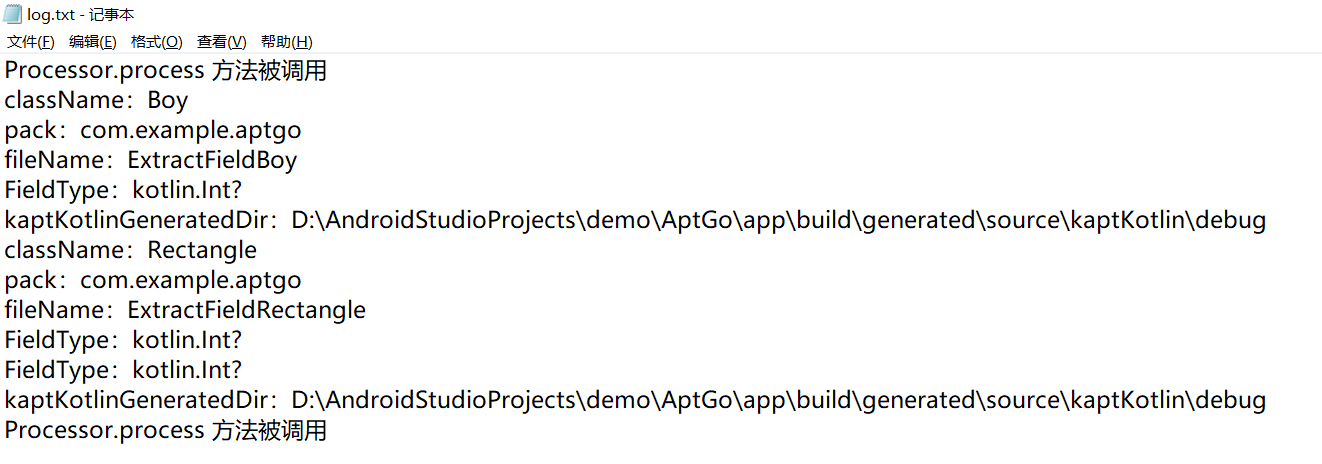 log.txt - 记事本
文件(F) 编辑(E) 格式(O) 查看(V) 帮助(H)
Processor.process 方法被调用
className：Boy
pack：com.example.aptgo
fileName：ExtractFieldBoy
FieldType：kotlin.Int?
kaptKotlinGeneratedDir：D:\AndroidStudioProjects\demo\AptGo\app\build\generated\source\kaptKotlin\debug
className：Rectangle
pack：com.example.aptgo
fileName：ExtractFieldRectangle
FieldType：kotlin.Int?
FieldType：kotlin.Int?
kaptKotlinGeneratedDir：D:\AndroidStudioProjects\demo\AptGo\app\build\generated\source\kaptKotlin\debug
Processor.process 方法被调用